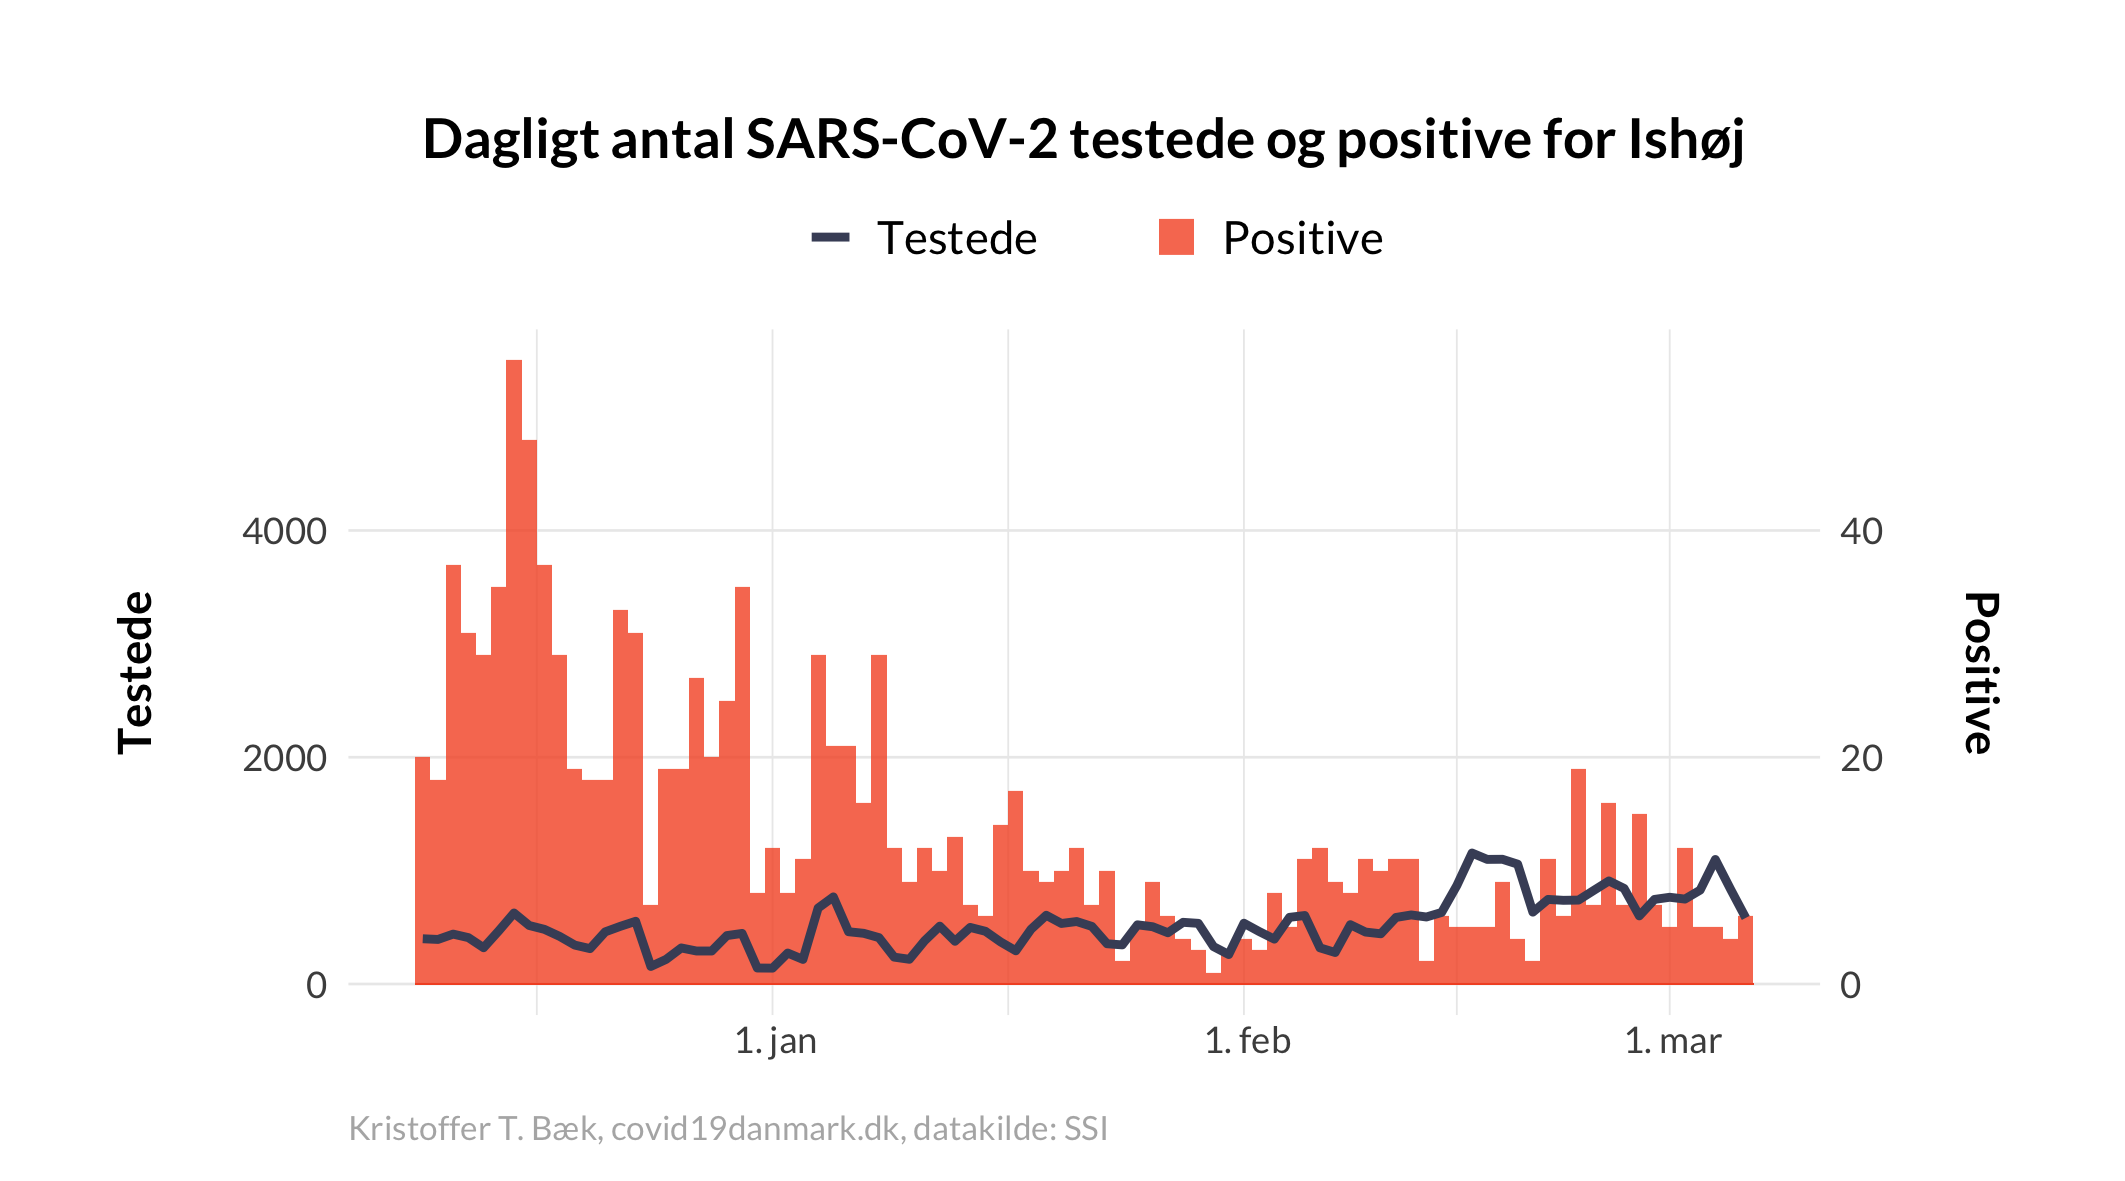 Dagligt antal SARS-CoV-2 testede og positive for Ishøj
Testede Positive
4000 40
Testede
Positive
2000 20
0 0
1. jan 1. feb 1. mar
Kristoffer T. Bæk, covid19danmark.dk, datakilde: SSI